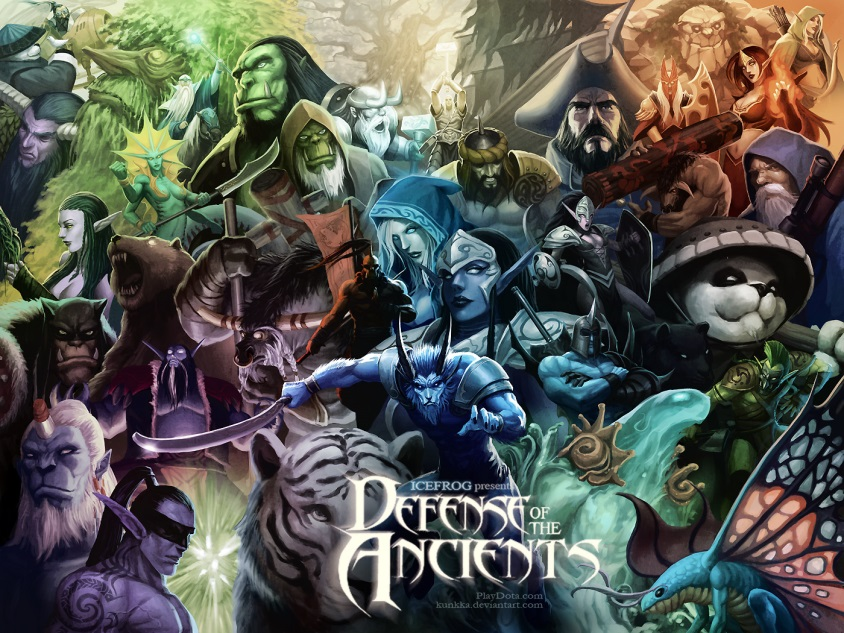 ICEFROG presents
DEFENSE OF THE
ANCIENTS
PlayDota.com
kunkka.deviantart.com